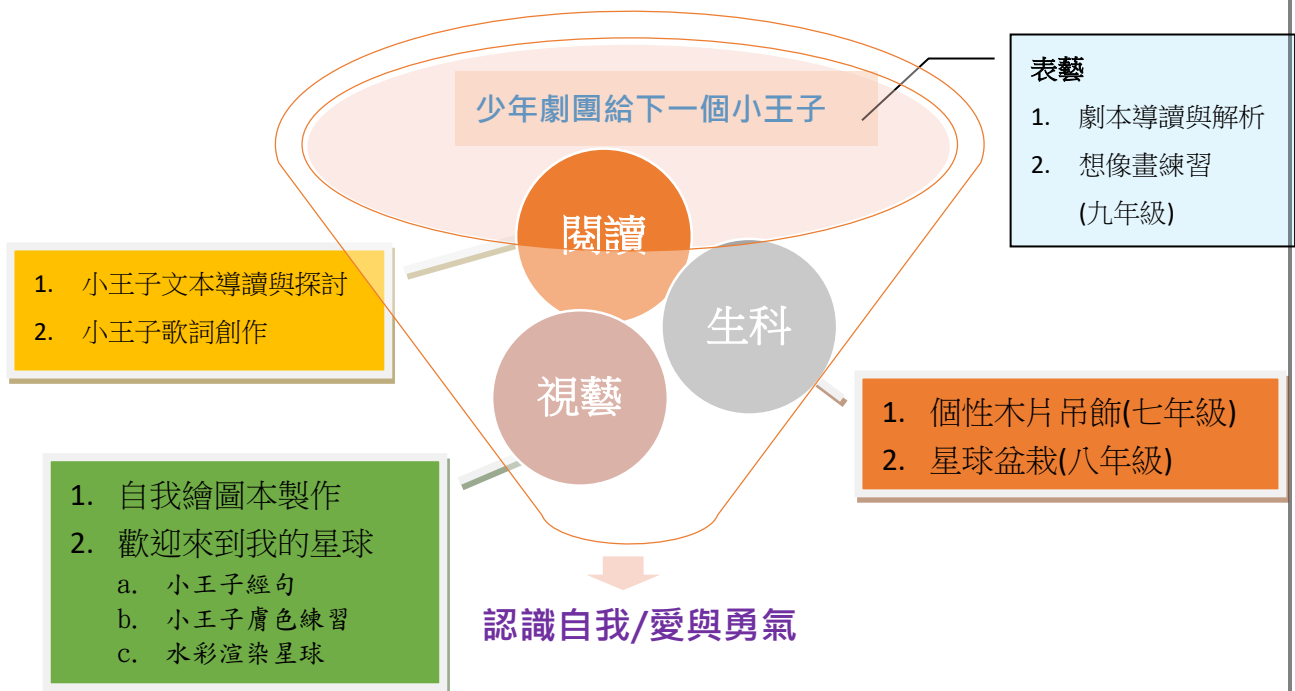 少年劇團給下一個小王子
表藝
1. 劇本導讀與解析
2. 想像畫練習
(九年級)
閱讀
1. 小王子文本導讀與探討
2. 小王子歌詞創作
生科
1. 個性木片吊飾(七年級)
2. 星球盆栽(八年級)
視藝
1. 自我繪圖本製作
2. 歡迎來到我的星球
a. 小王子經句
b. 小王子膚色練習
c. 水彩渲染星球
認識自我/愛與勇氣